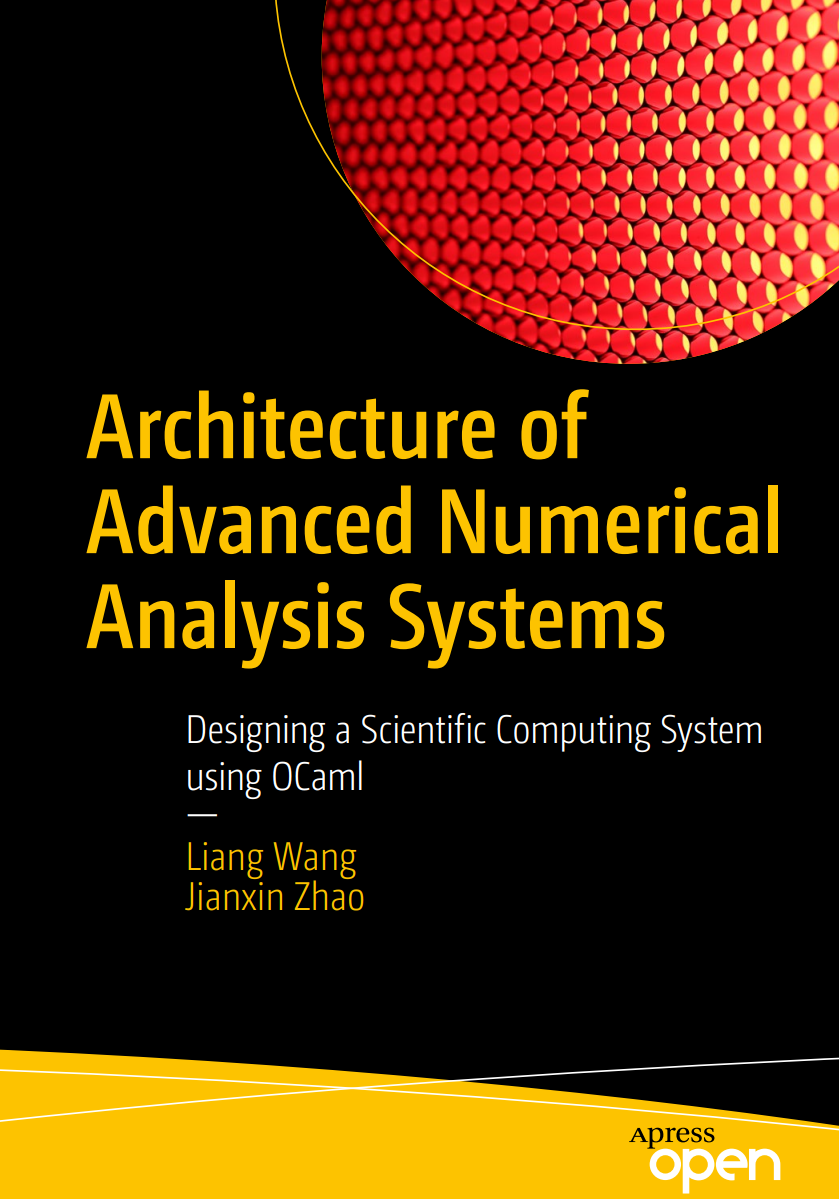 Architecture of
Advanced Numerical
Analysis Systems
Designing a Scientific Computing System
using OCaml
Liang Wang
Jianxin Zhao
Apress
open